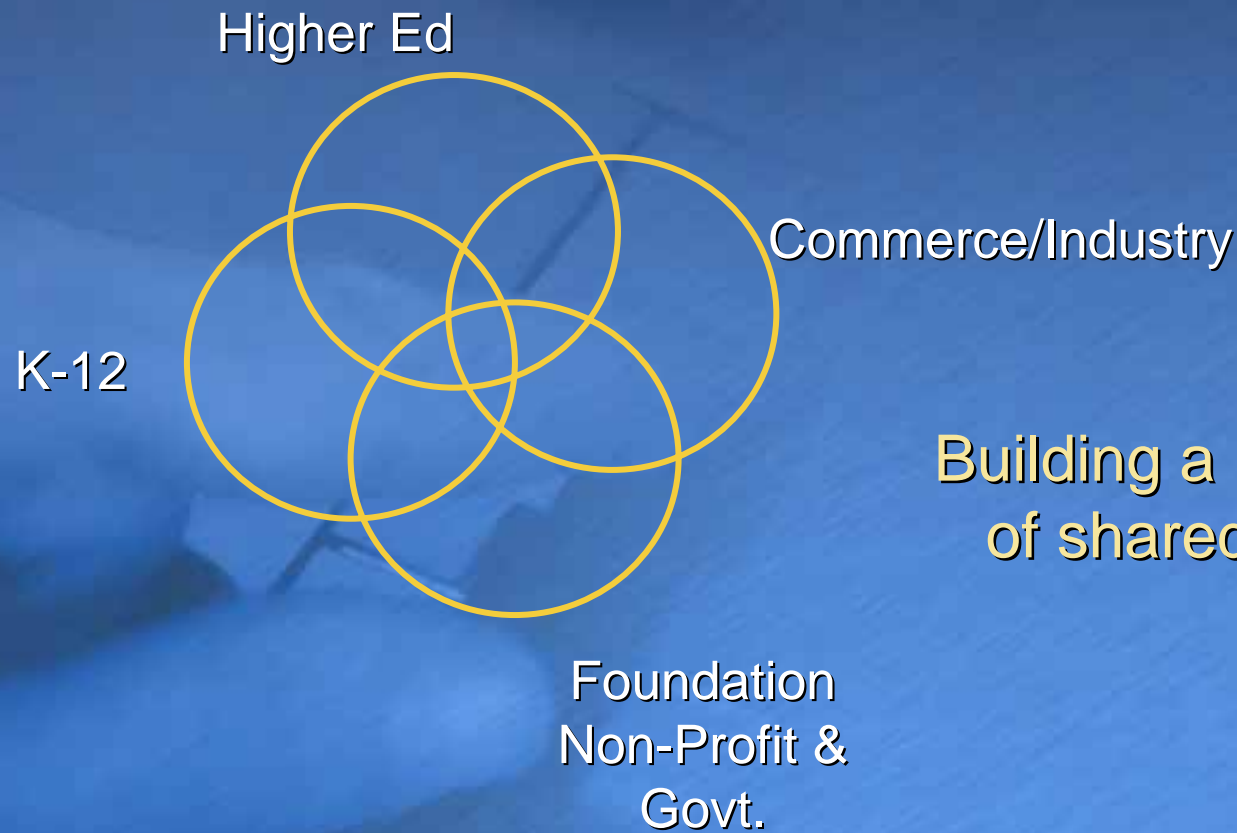 Higher Ed
Commerce/Industry
K-12
Building a
of shared
Foundation
Non-Profit &
Govt.